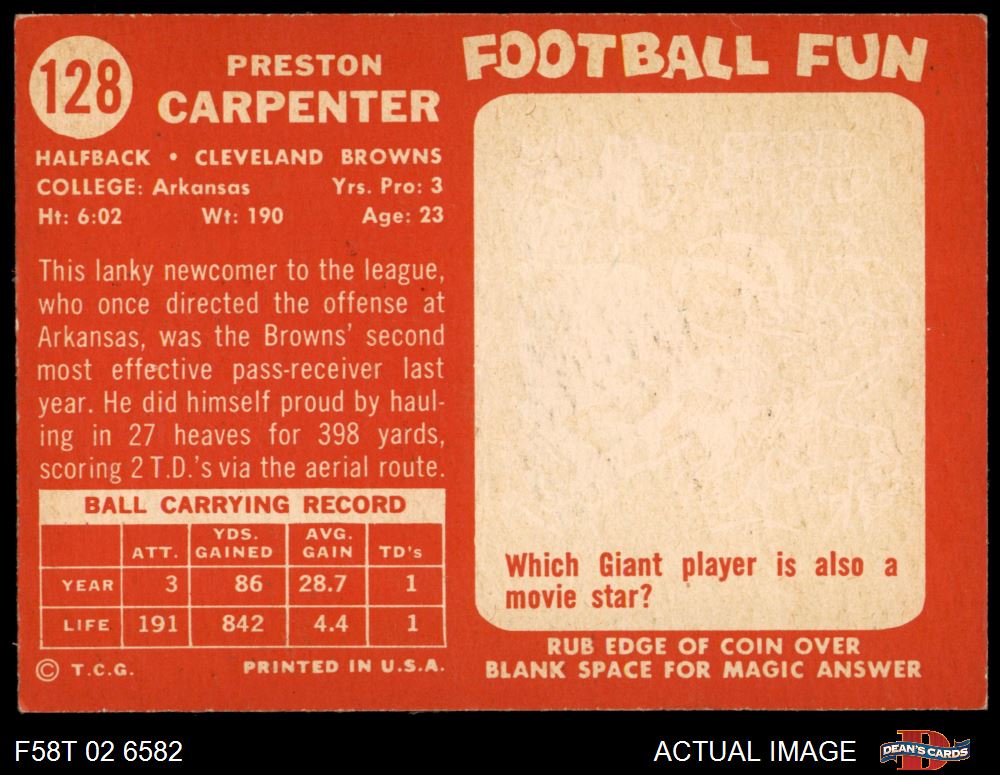 128
PRESTON
CARPENTER
HALFBACK • CLEVELAND BROWNS
COLLEGE: Arkansas Yrs. Pro: 3
Ht: 6:02 Wt: 190 Age: 23
This lanky newcomer to the league,
who once directed the offense at
Arkansas, was the Browns' second
most effective pass-receiver last
year. He did himself proud by haul-
ing in 27 heaves for 398 yards,
scoring 2 T.D.'s via the aerial route.
BALL CARRYING RECORD
ATT. YDS. GAINED AVG. GAIN TD's
YEAR 3 86 28.7 1
LIFE 191 842 4.4 1
© T.C.G. PRINTED IN U.S.A.
FOOTBALL FUN
Which Giant player is also a
movie star?
RUB EDGE OF COIN OVER
BLANK SPACE FOR MAGIC ANSWER
F58T 02 6582
ACTUAL IMAGE
D
DEAN'S CARDS